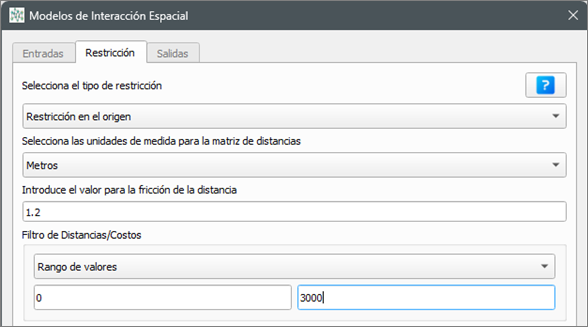 Modelos de Interacción Espacial
Entradas Restricción Salidas
Selecciona el tipo de restricción
?
Restricción en el origen
Selecciona las unidades de medida para la matriz de distancias
Metros
Introduce el valor para la fricción de la distancia
1.2
Filtro de Distancias/Costos
Rango de valores
0 3000